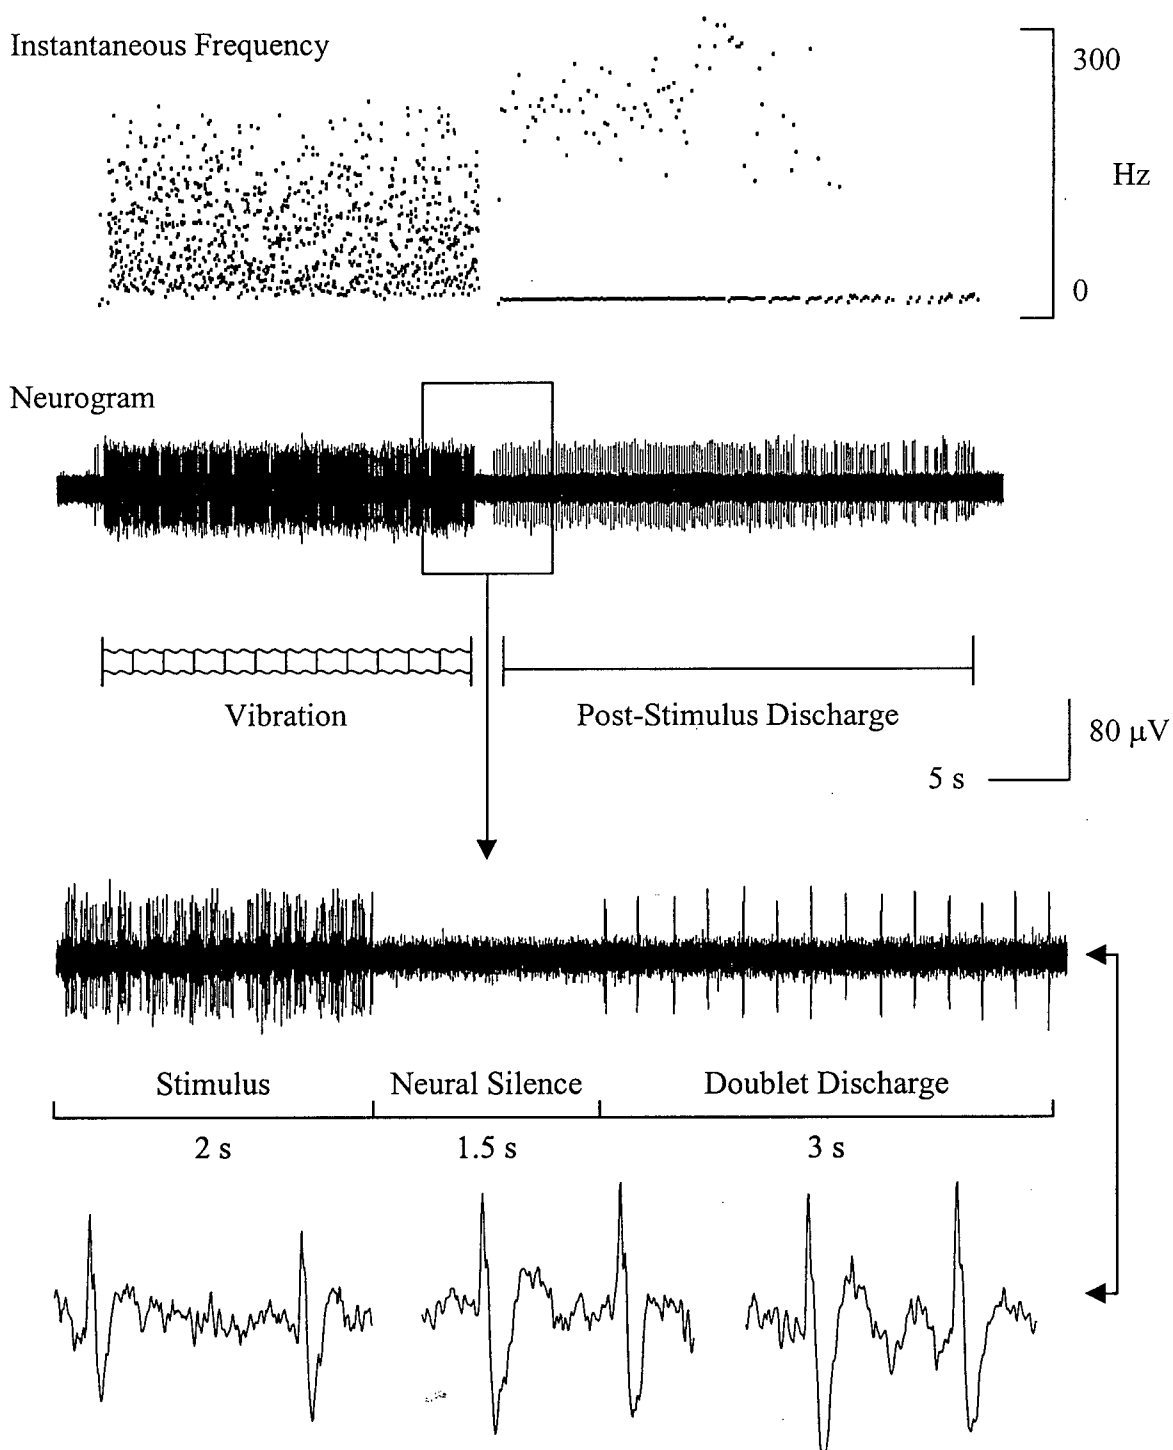 Instantaneous Frequency
300
Hz
0
Neurogram
Vibration
Post-Stimulus Discharge
80 μV
5 s
Stimulus
Neural Silence
Doublet Discharge
2 s
1.5 s
3 s